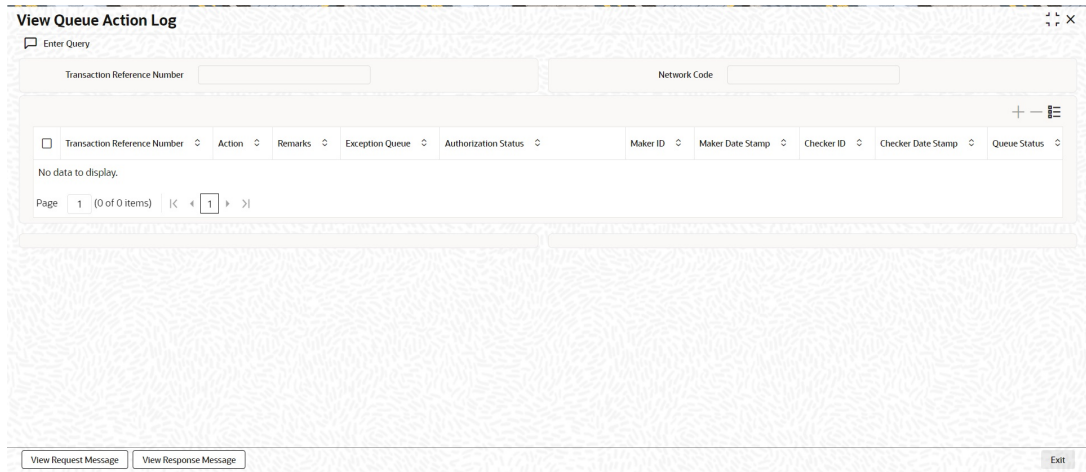 View Queue Action Log
Enter Query
Transaction Reference Number
Network Code
Transaction Reference Number Action Remarks Exception Queue Authorization Status Maker ID Maker Date Stamp Checker ID Checker Date Stamp Queue Status
No data to display.
Page 1 (0 of 0 items) 1
View Request Message View Response Message Exit